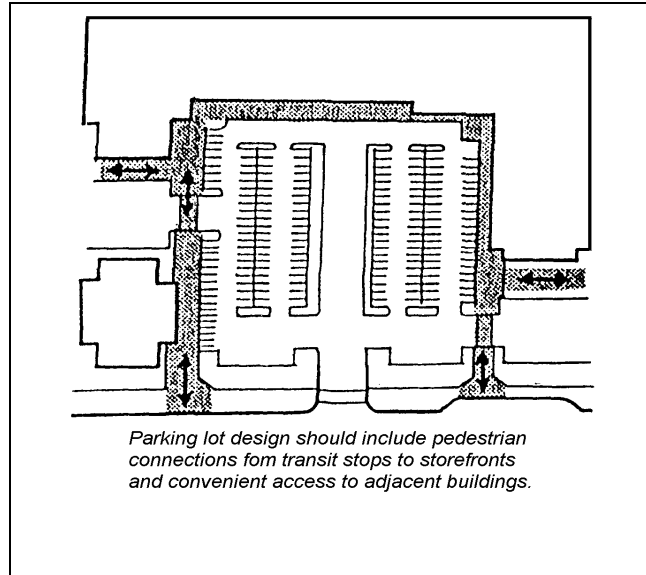 Parking lot design should include pedestrian
connections fom transit stops to storefronts
and convenient access to adjacent buildings.